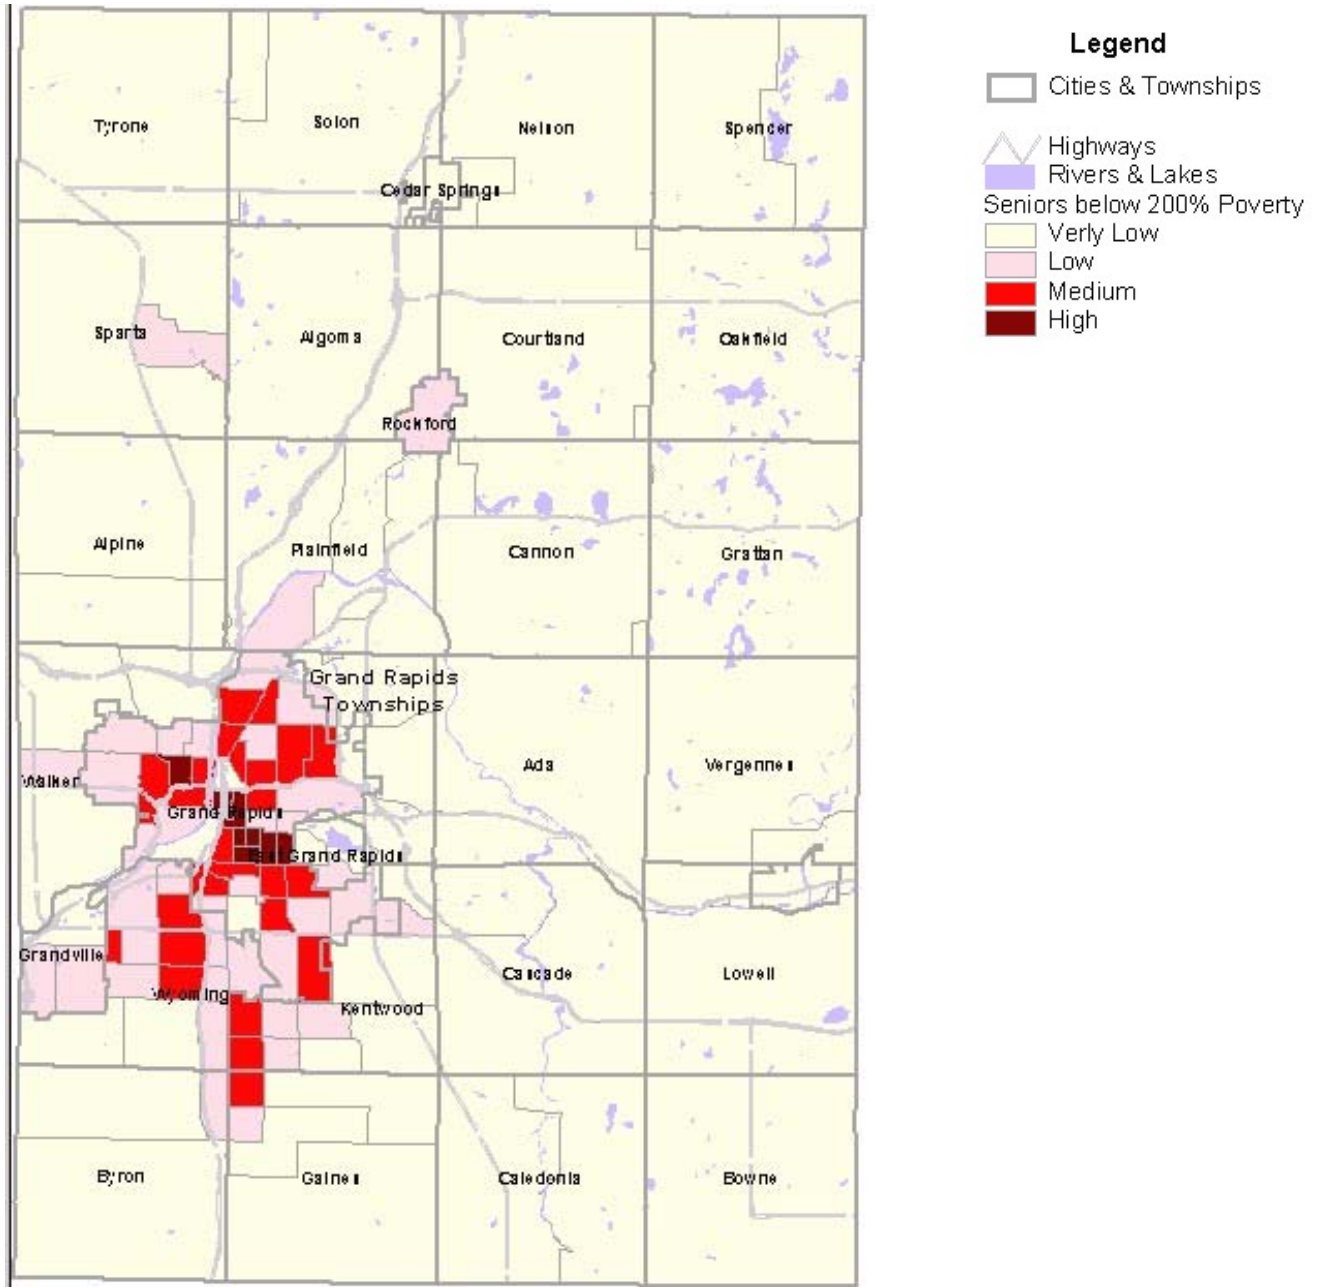 Legend
Cities & Townships
Highways
Rivers & Lakes
Seniors below 200% Poverty
Verly Low
Low
Medium
High
Tyrone
Solon
Nelson
Spencer
Cedar Springs
Sparta
Algoma
Courtland
Oakfield
Rockford
Alpine
Plainfield
Cannon
Grattan
Grand Rapids
Townships
Walker
Ada
Vergennes
Grand Rapids
East Grand Rapids
Grandville
Wyoming
Kentwood
Cascade
Lowell
Byron
Gaines
Caledonia
Bowne